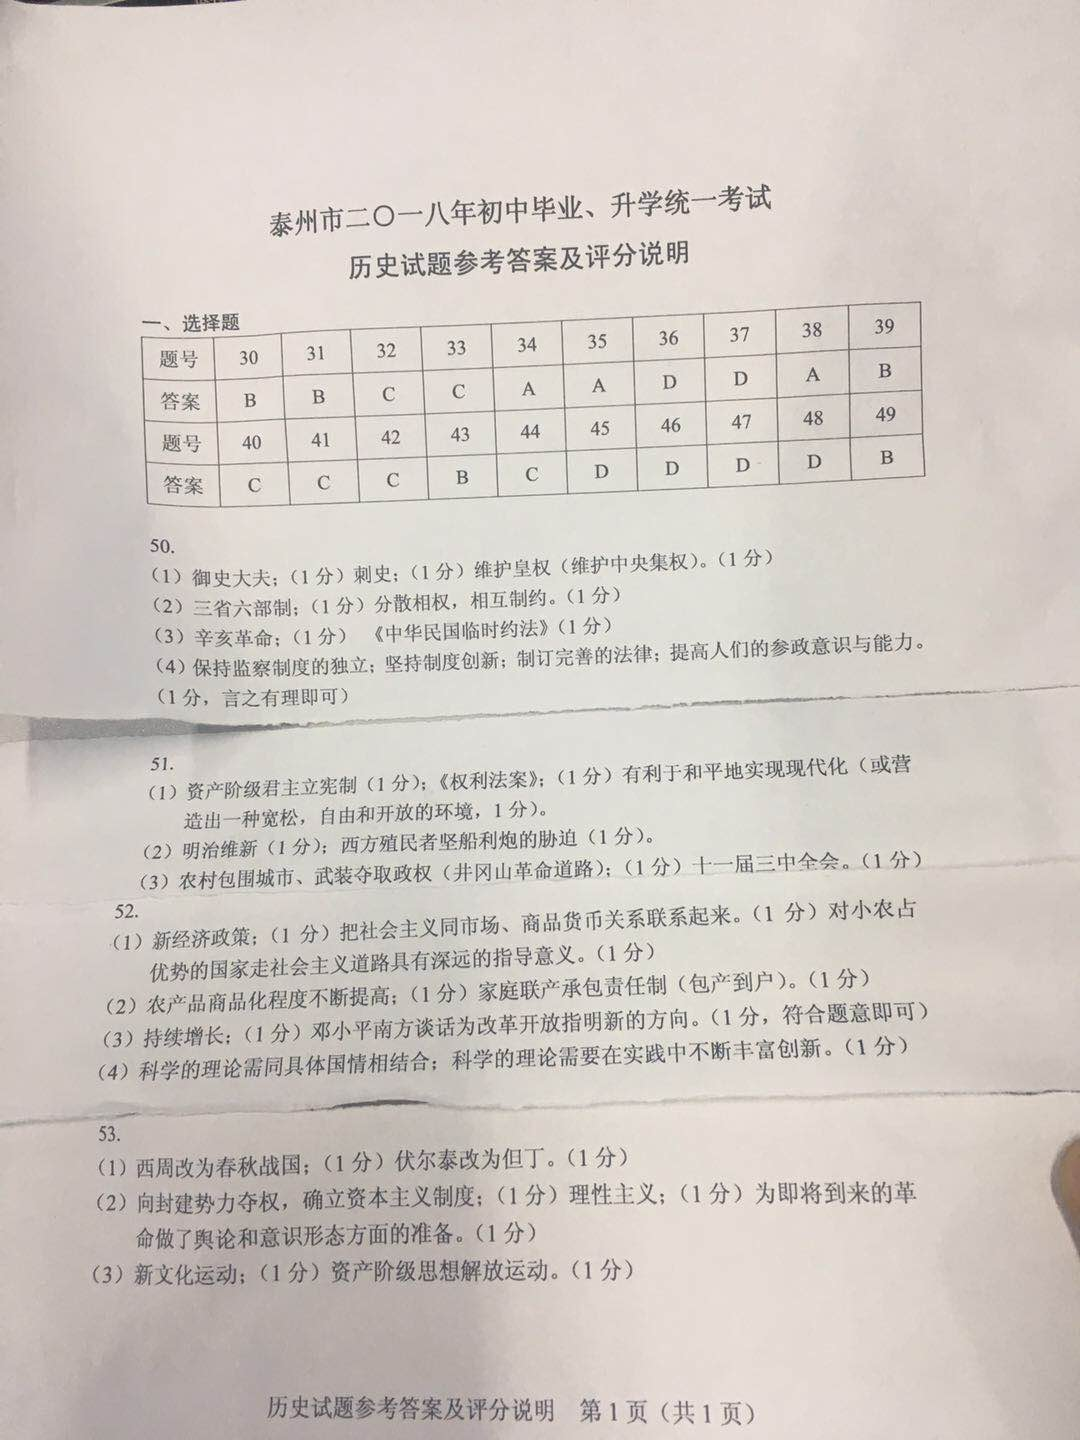 泰州市二〇一八年初中毕业、升学统一考试
历史试题参考答案及评分说明
一、选择题
题号 30 31 32 33 34 35 36 37 38 39
答案 B B C C A A D D A B
题号 40 41 42 43 44 45 46 47 48 49
答案 C C C B C D D D D B
50.
（1）御史大夫；（1 分）刺史；（1 分）维护皇权（维护中央集权）。（1 分）
（2）三省六部制；（1 分）分散相权，相互制约。（1 分）
（3）辛亥革命；（1 分） 《中华民国临时约法》（1 分）
（4）保持监察制度的独立；坚持制度创新；制订完善的法律；提高人们的参政意识与能力。
（1 分，言之有理即可）
51.
（1）资产阶级君主立宪制（1 分）；《权利法案》；（1 分）有利于和平地实现现代化（或营
造出一种宽松，自由和开放的环境，1 分）。
（2）明治维新（1 分）；西方殖民者坚船利炮的胁迫（1 分）。
（3）农村包围城市、武装夺取政权（井冈山革命道路）；（1 分）十一届三中全会。（1 分）
52.
（1）新经济政策；（1 分）把社会主义同市场、商品货币关系联系起来。（1 分）对小农占
优势的国家走社会主义道路具有深远的指导意义。（1 分）
（2）农产品商品化程度不断提高；（1 分）家庭联产承包责任制（包产到户）。（1 分）
（3）持续增长；（1 分）邓小平南方谈话为改革开放指明新的方向。（1 分，符合题意即可）
（4）科学的理论需同具体国情相结合；科学的理论需要在实践中不断丰富创新。（1 分）
53.
（1）西周改为春秋战国；（1 分）伏尔泰改为但丁。（1 分）
（2）向封建势力夺权，确立资本主义制度；（1 分）理性主义；（1 分）为即将到来的革
命做了舆论和意识形态方面的准备。（1 分）
（3）新文化运动；（1 分）资产阶级思想解放运动。（1 分）
历史试题参考答案及评分说明 第 1 页（共 1 页）